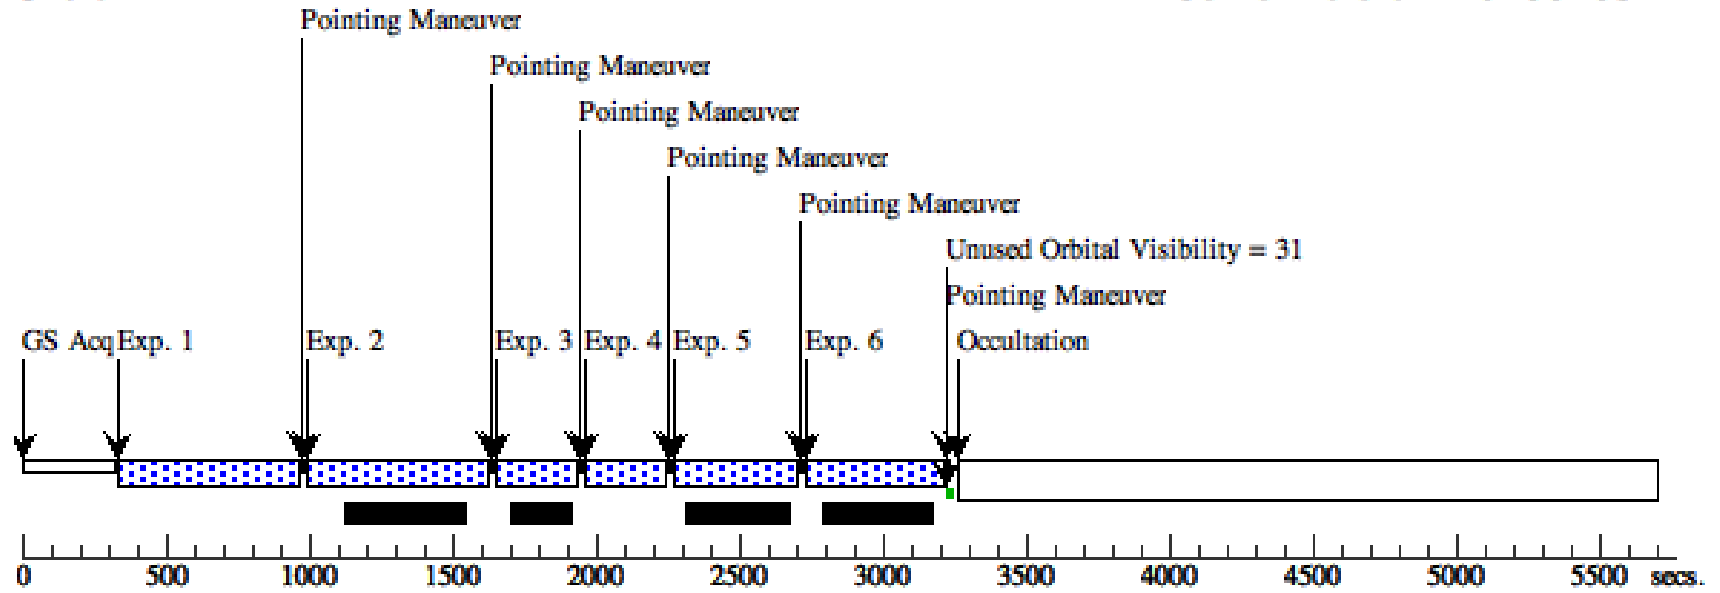 Pointing Maneuver
Pointing Maneuver
Pointing Maneuver
Pointing Maneuver
Pointing Maneuver
Unused Orbital Visibility = 31
Pointing Maneuver
GS Acq Exp. 1 Exp. 2 Exp. 3 Exp. 4 Exp. 5 Exp. 6 Occultation
0 500 1000 1500 2000 2500 3000 3500 4000 4500 5000 5500 secs.